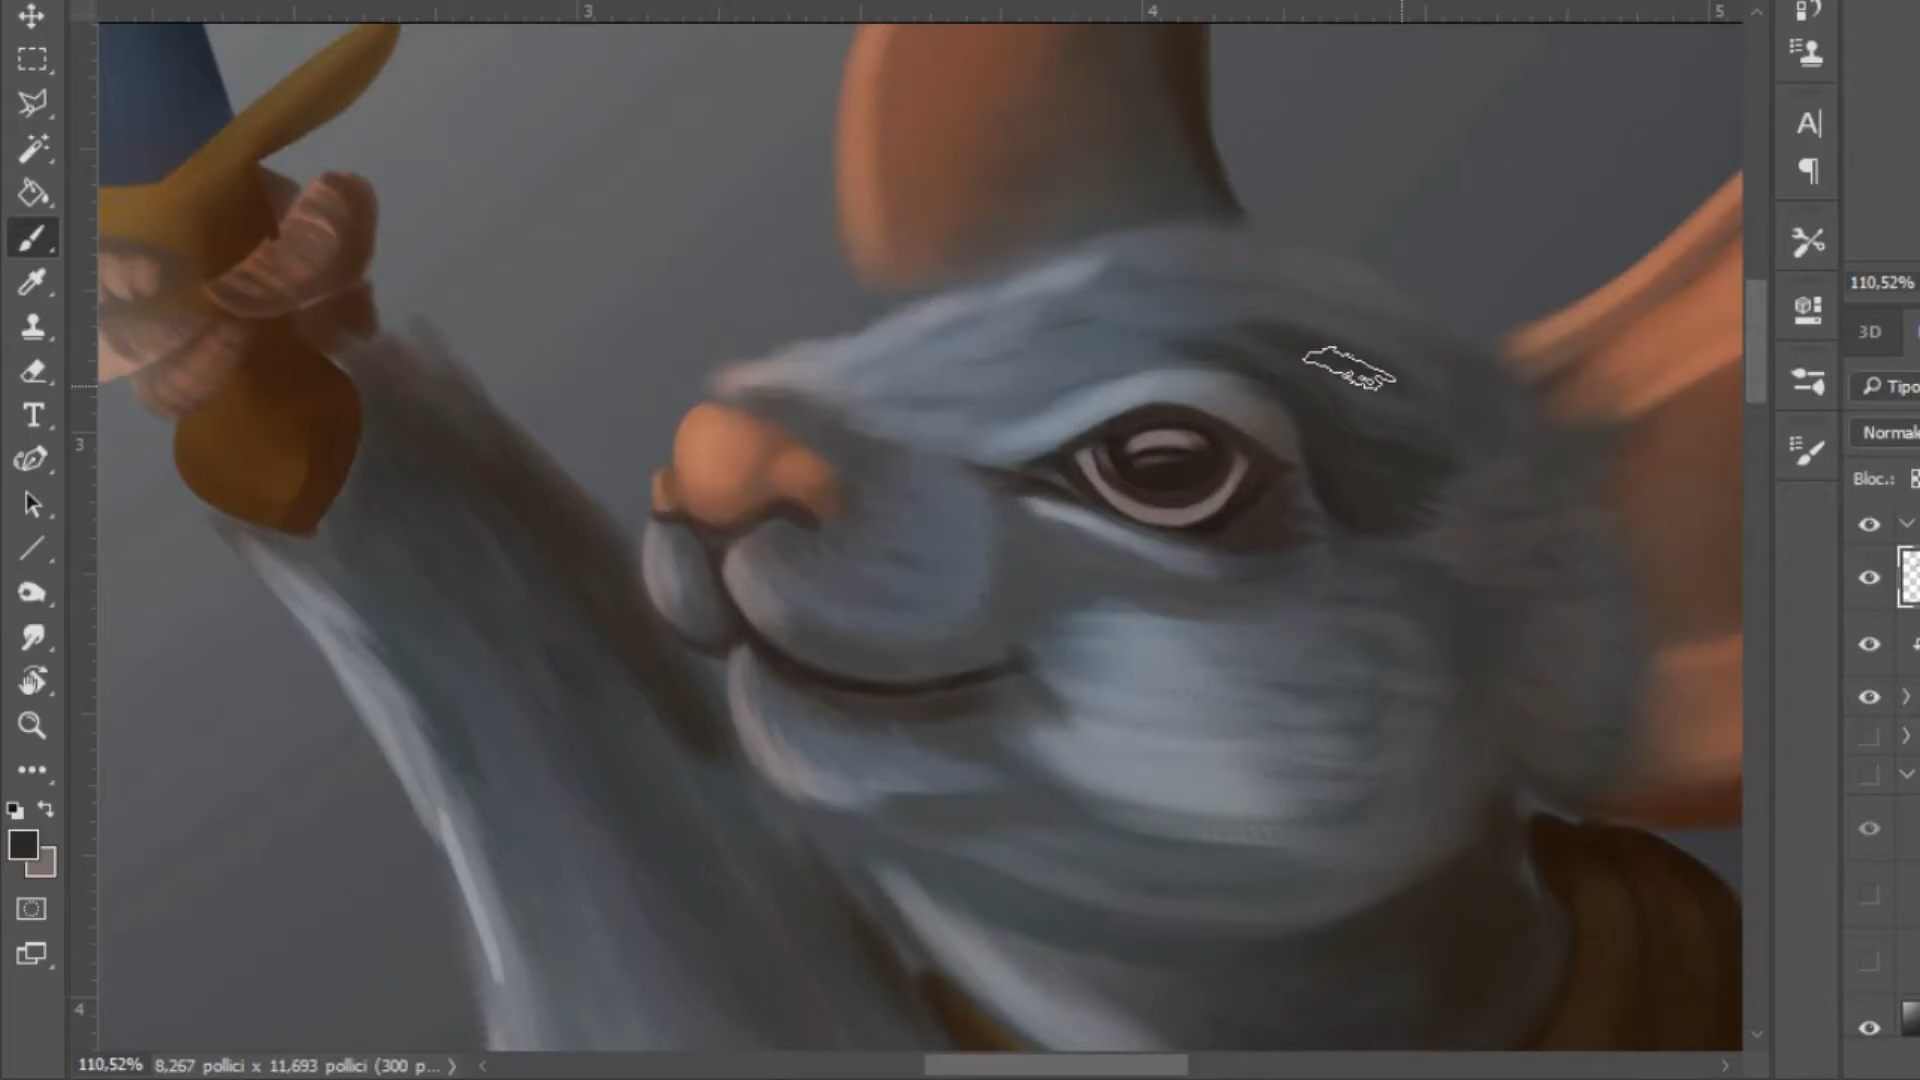 3
4
5
3
4
T
A
110,52%
3D
Tipo
Normale
Bloc.:
110,52%
8,267 pollici x 11,693 pollici (300 p...